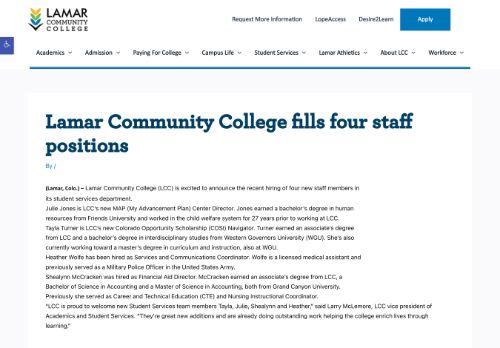 LAMAR
COMMUNITY
COLLEGE
Request More Information LopeAccess Desire2Learn Apply
Academics Admission Paying For College Campus Life Student Services Lamar Athletics About LCC Workforce
Lamar Community College fills four staff
positions
By /
(Lamar, Colo.) – Lamar Community College (LCC) is excited to announce the recent hiring of four new staff members in
its student services department.
Julie Jones is LCC's new MAP (My Advancement Plan) Center Director. Jones earned a bachelor's degree in human
resources from Friends University and worked in the child welfare system for 27 years prior to working at LCC.
Tayla Turner is LCC's new Colorado Opportunity Scholarship (COSI) Navigator. Turner earned an associate's degree
from LCC and a bachelor's degree in interdisciplinary studies from Western Governors University (WGU). She's also
currently working toward a master's degree in curriculum and instruction, also at WGU.
Heather Wolfe has been hired as Services and Communications Coordinator. Wolfe is a licensed medical assistant and
previously served as a Military Police Officer in the United States Army.
Shealynn McCracken was hired as Financial Aid Director. McCracken earned an associate's degree from LCC, a
Bachelor of Science in Accounting and a Master of Science in Accounting, both from Grand Canyon University.
Previously she served as Career and Technical Education (CTE) and Nursing Instructional Coordinator.
"LCC is proud to welcome new Student Services team members Tayla, Julie, Shealynn and Heather," said Larry McLemore, LCC vice president of
Academics and Student Services. "They're great new additions and are already doing outstanding work helping the college enrich lives through
learning."